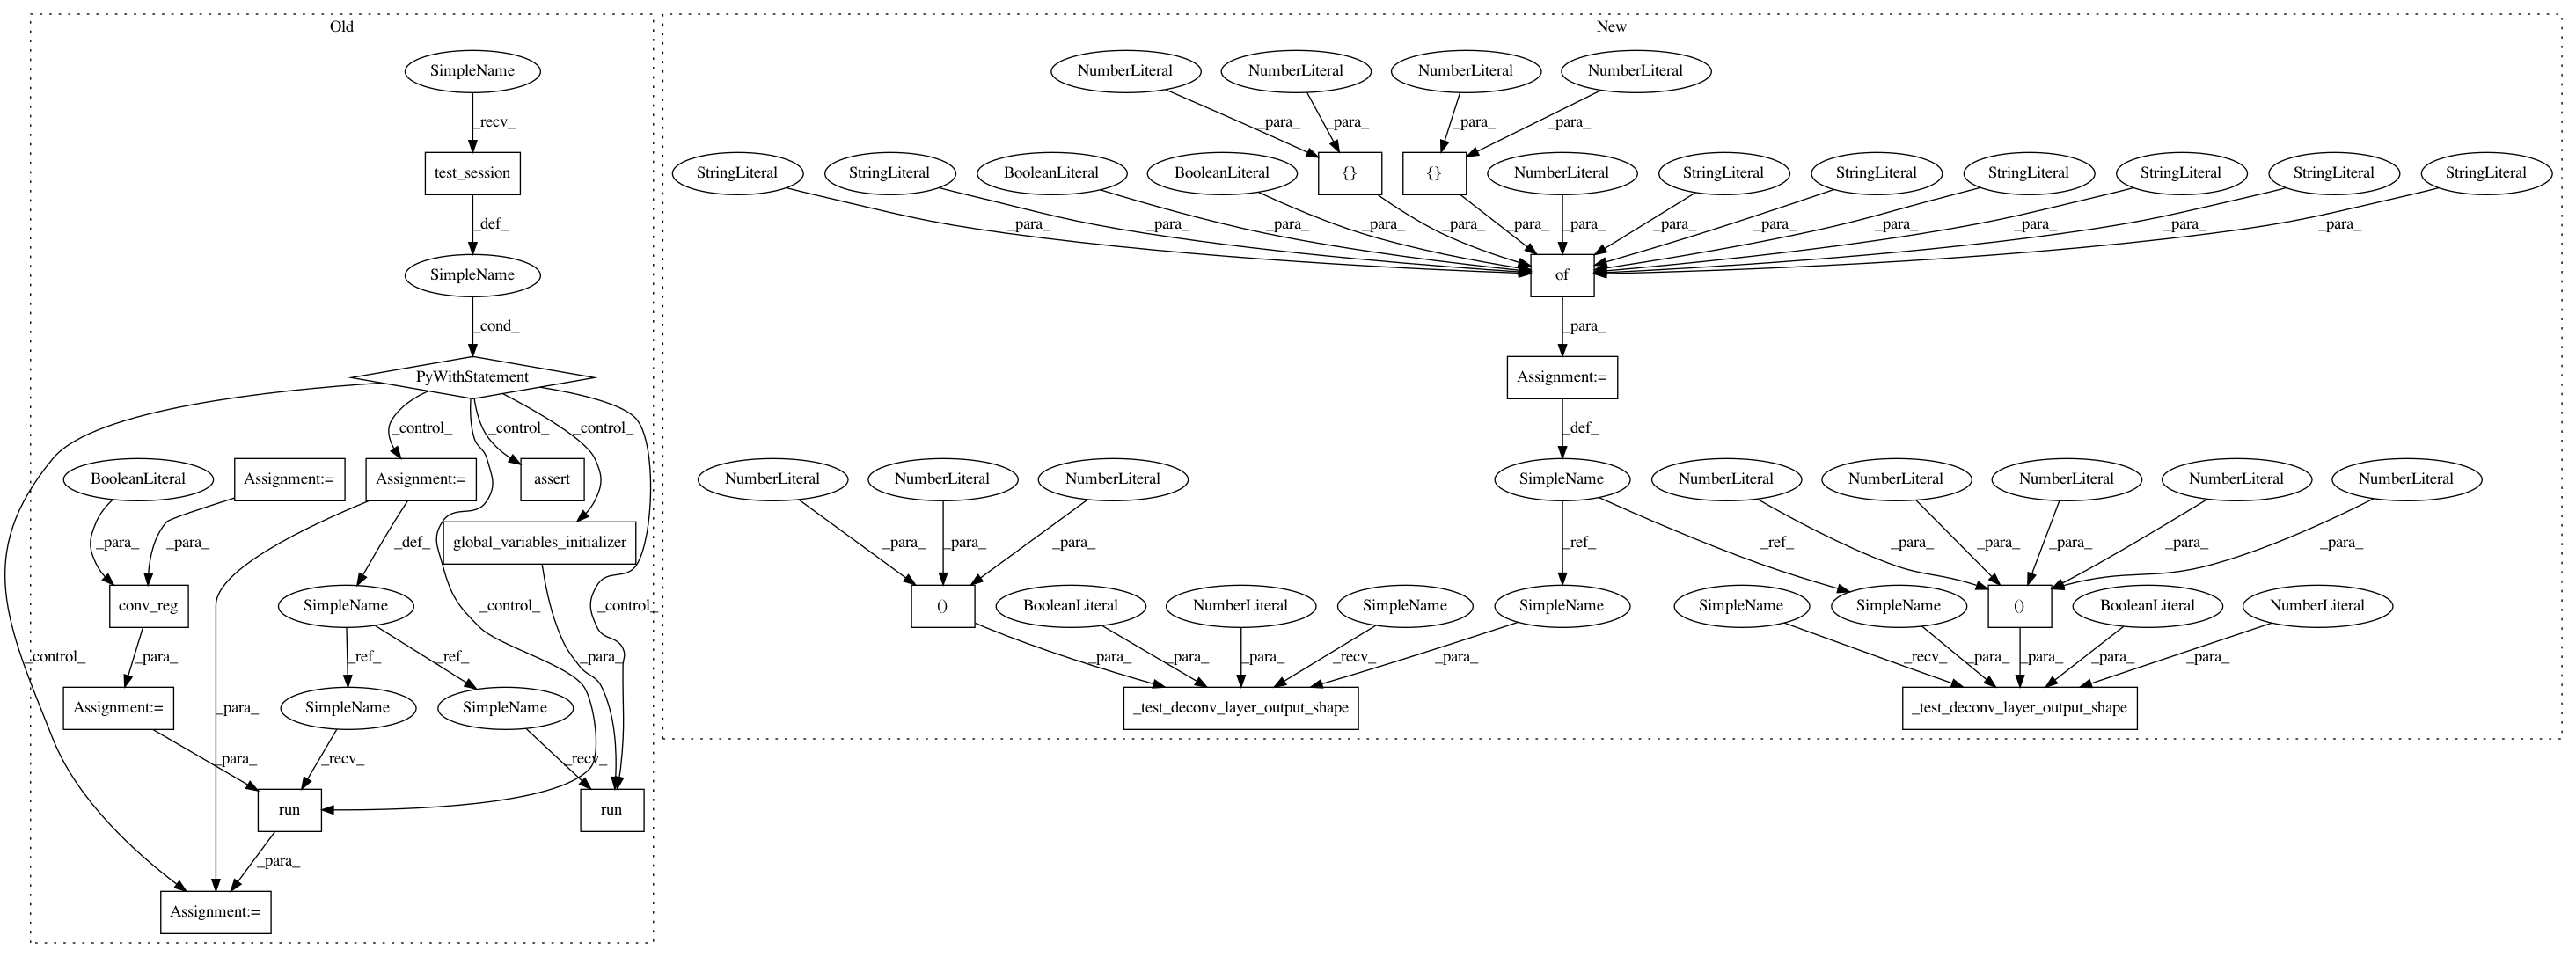 Old New
SimpleName NumberLiteral NumberLiteral NumberLiteral NumberLiteral
_recv_ _para_ _para_ _para_ _para_
test_session StringLiteral StringLiteral BooleanLiteral BooleanLiteral {} {} NumberLiteral StringLiteral StringLiteral StringLiteral StringLiteral StringLiteral StringLiteral
_def_ _para_ _para_ _para_ _para_ _para_ _para_ _para_ _para_ _para_ _para_ _para_ _para_ _para_
SimpleName of
_cond_ _para_
PyWithStatement Assignment:=
_control_ _control_ _control_ _def_
BooleanLiteral Assignment:= Assignment:= assert NumberLiteral NumberLiteral NumberLiteral SimpleName NumberLiteral NumberLiteral NumberLiteral NumberLiteral NumberLiteral
_para_ _para_ _def_ global_variables_initializer _para_ _para_ _para_ _ref_ _ref_ _para_ _para_ _para_ _para_ _para_
conv_reg SimpleName _control_ _control_ () BooleanLiteral NumberLiteral SimpleName SimpleName SimpleName SimpleName () BooleanLiteral NumberLiteral
_control_ _para_ _ref_ _ref_ _para_ _para_ _para_ _para_ _recv_ _para_ _recv_ _para_ _para_ _para_ _para_
Assignment:= _para_ SimpleName SimpleName _test_deconv_layer_output_shape _test_deconv_layer_output_shape
_para_ _recv_ _recv_
run run
_para_
Assignment:=